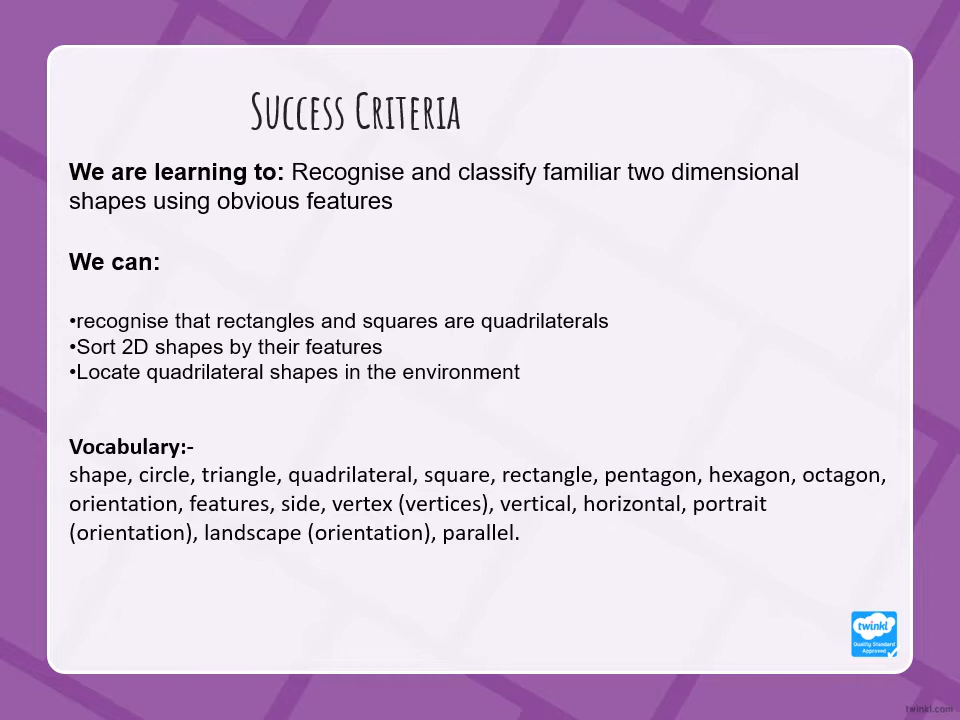 Success Criteria
We are learning to: Recognise and classify familiar two dimensional
shapes using obvious features
We can:
•recognise that rectangles and squares are quadrilaterals
•Sort 2D shapes by their features
•Locate quadrilateral shapes in the environment
Vocabulary:-
shape, circle, triangle, quadrilateral, square, rectangle, pentagon, hexagon, octagon,
orientation, features, side, vertex (vertices), vertical, horizontal, portrait
(orientation), landscape (orientation), parallel.
twinkl
Quality Standard
Approved
twinkl.com